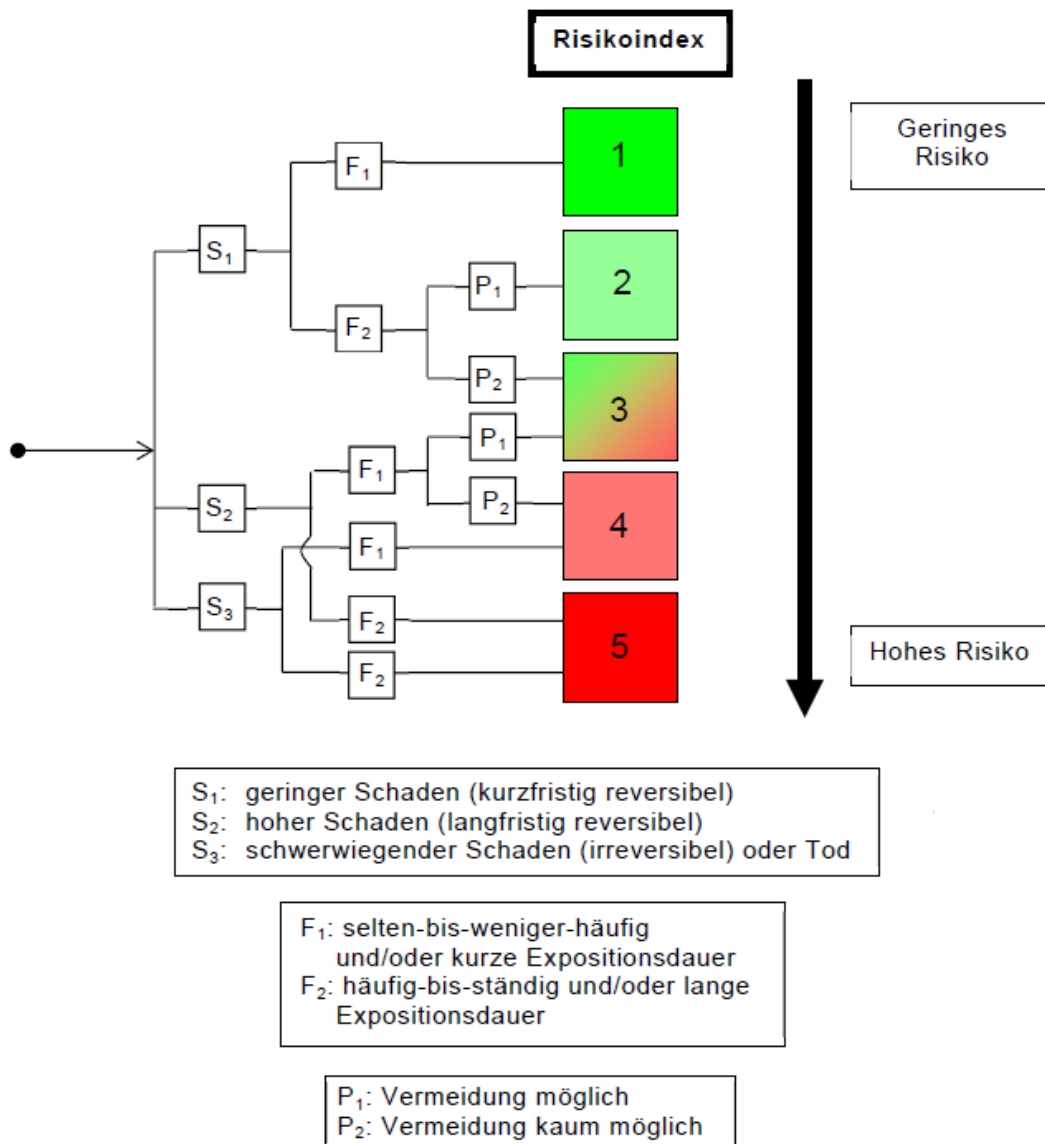 Risikoindex
Geringes
Risiko
1
F₁
S₁
2
P₁
F₂
P₂
3
P₁
F₁
P₂
S₂
4
F₁
S₃
F₂
5
Hohes Risiko
F₂
S₁: geringer Schaden (kurzfristig reversibel)
S₂: hoher Schaden (langfristig reversibel)
S₃: schwerwiegender Schaden (irreversibel) oder Tod
F₁: selten-bis-weniger-häufig
und/oder kurze Expositionsdauer
F₂: häufig-bis-ständig und/oder lange
Expositionsdauer
P₁: Vermeidung möglich
P₂: Vermeidung kaum möglich